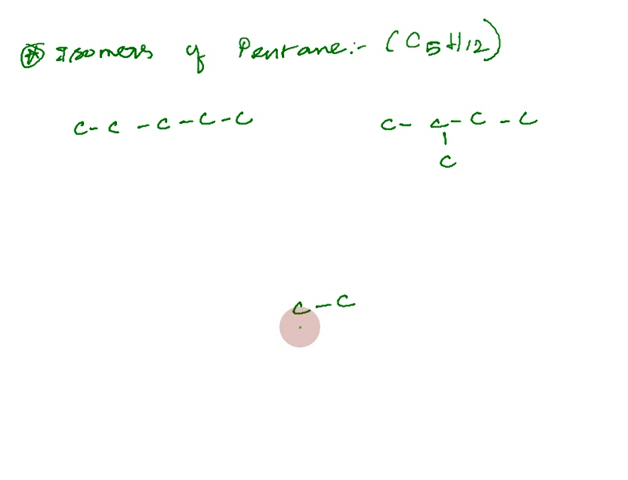 * Isomers of Pentane:- (C5H12)
C-C-C-C-C
C-C-C-C
C
C-C